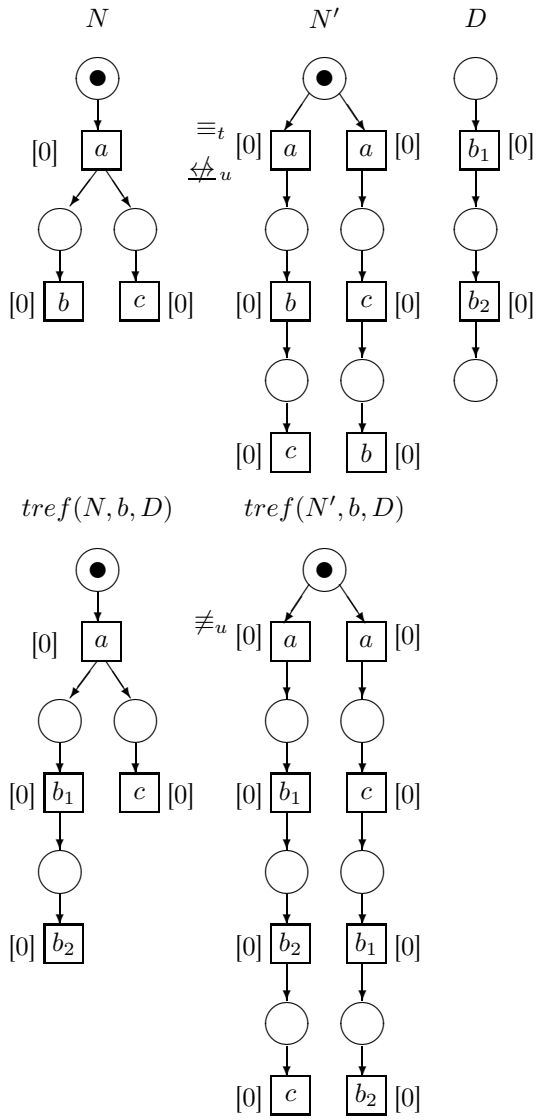 N N′ D
[0] a ≡t [0] a a [0] b1 [0]
↮u
[0] b c [0] [0] b c [0] b2 [0]
[0] c b [0]
tref(N, b, D) tref(N′, b, D)
[0] a ≢u [0] a a [0]
[0] b1 c [0] [0] b1 c [0]
[0] b2 [0] b2 b1 [0]
[0] c b2 [0]